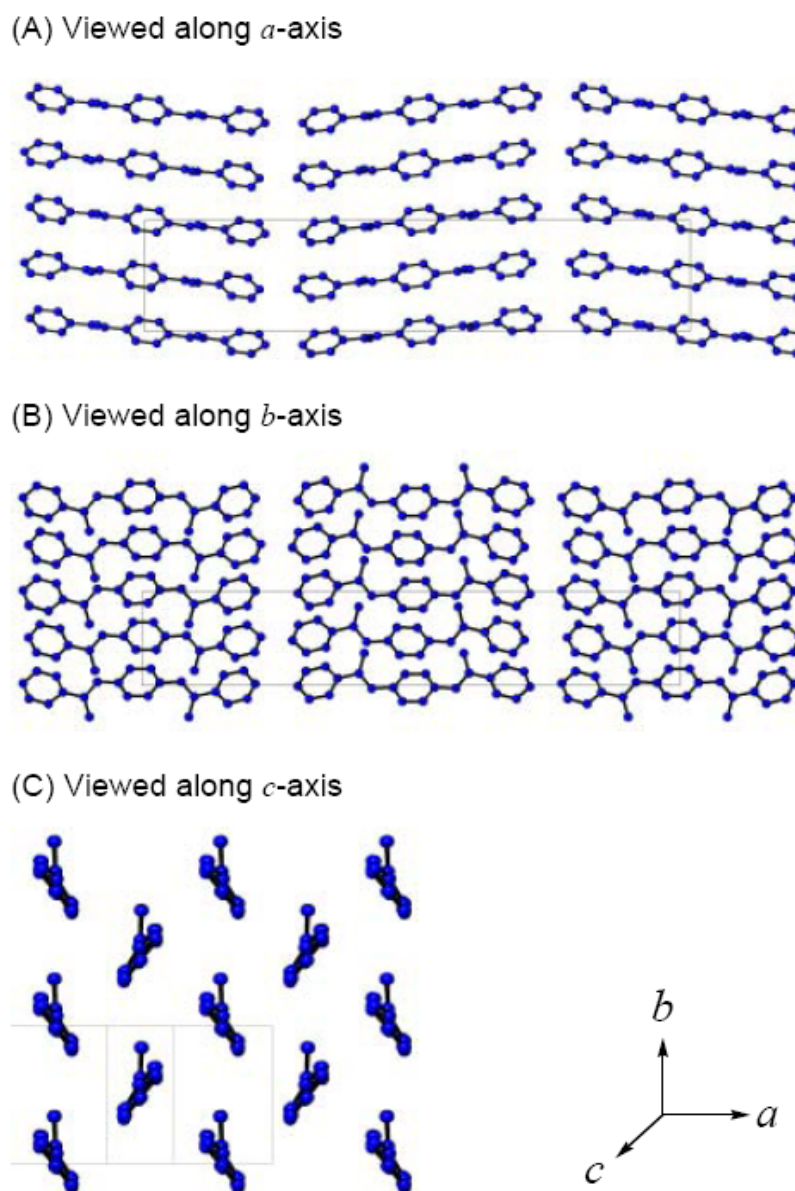 (A) Viewed along a-axis
(B) Viewed along b-axis
(C) Viewed along c-axis
b
a
c